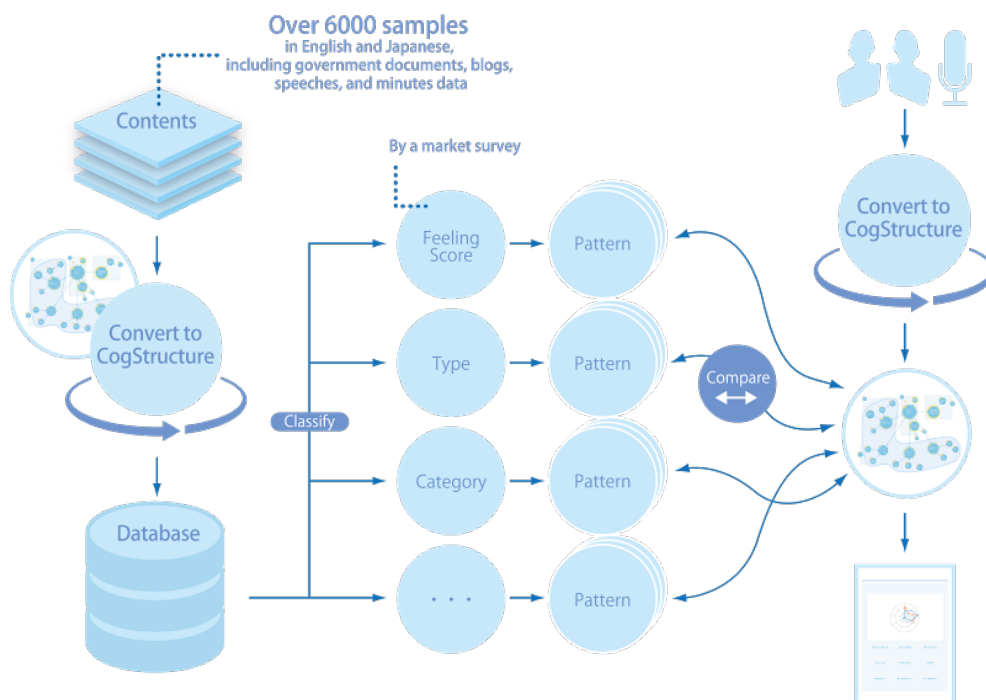 Over 6000 samples
in English and Japanese,
including government documents, blogs,
speeches, and minutes data
Contents
By a market survey
Convert to
CogStructure
Feeling
Score
Pattern
Convert to
CogStructure
Type
Pattern
Compare
Classify
Category
Pattern
Database
. . .
Pattern